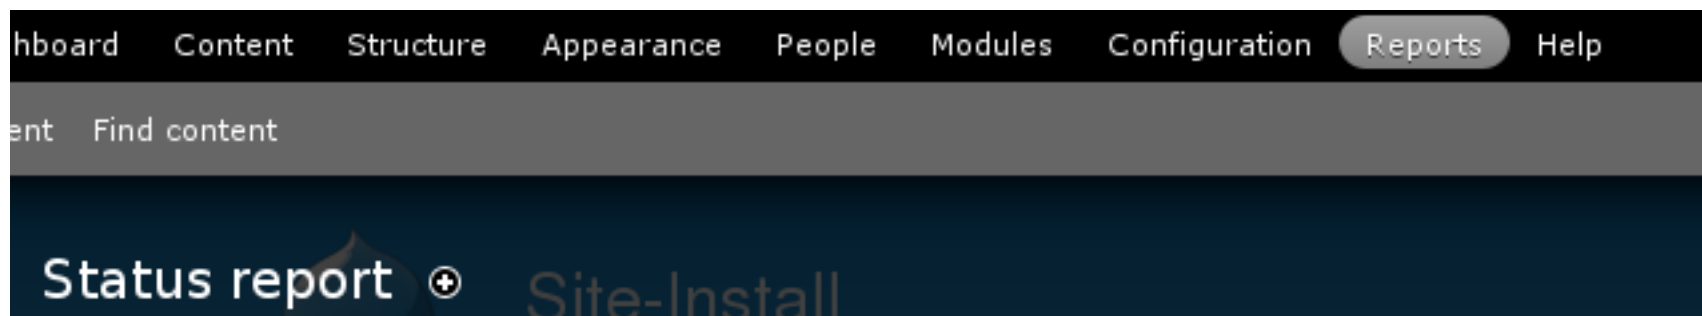 hboard Content Structure Appearance People Modules Configuration Reports Help
ent Find content
Status report
Site-Install